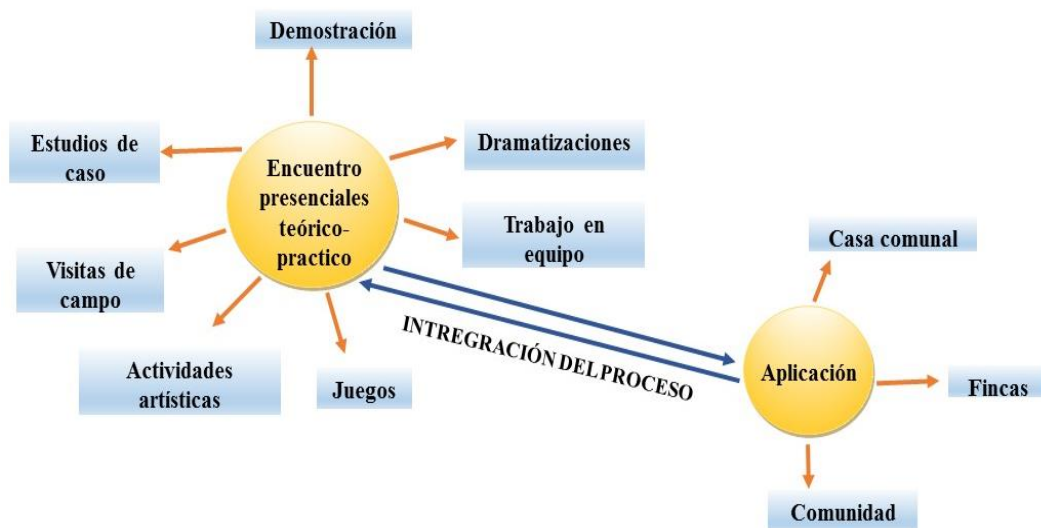 Demostración
Estudios de
caso
Encuentro
presenciales
teórico-
practico
Dramatizaciones
Trabajo en
equipo
Visitas de
campo
Actividades
artísticas
Juegos
INTREGRACIÓN DEL PROCESO
Casa comunal
Aplicación
Fincas
Comunidad